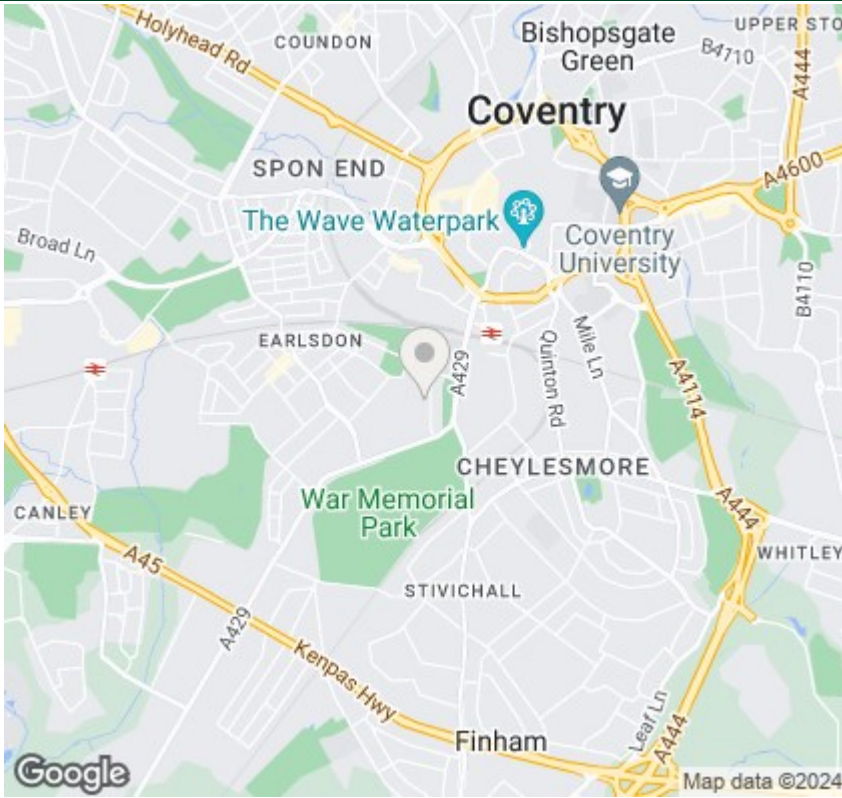 Holyhead Rd
COUNDON
Bishopsgate
Green
UPPER STO
B4110
A444
Coventry
SPON END
A4600
The Wave Waterpark
Coventry
University
Broad Ln
B4110
EARLSDON
A429
Quinton Rd
Mile Ln
A4114
CHEYLESMORE
War Memorial
Park
CANLEY
A444
A45
WHITLEY
STIVICHALL
A429
Kenpas Hwy
Leaf Ln
Finham
A444
Google
Map data ©2024